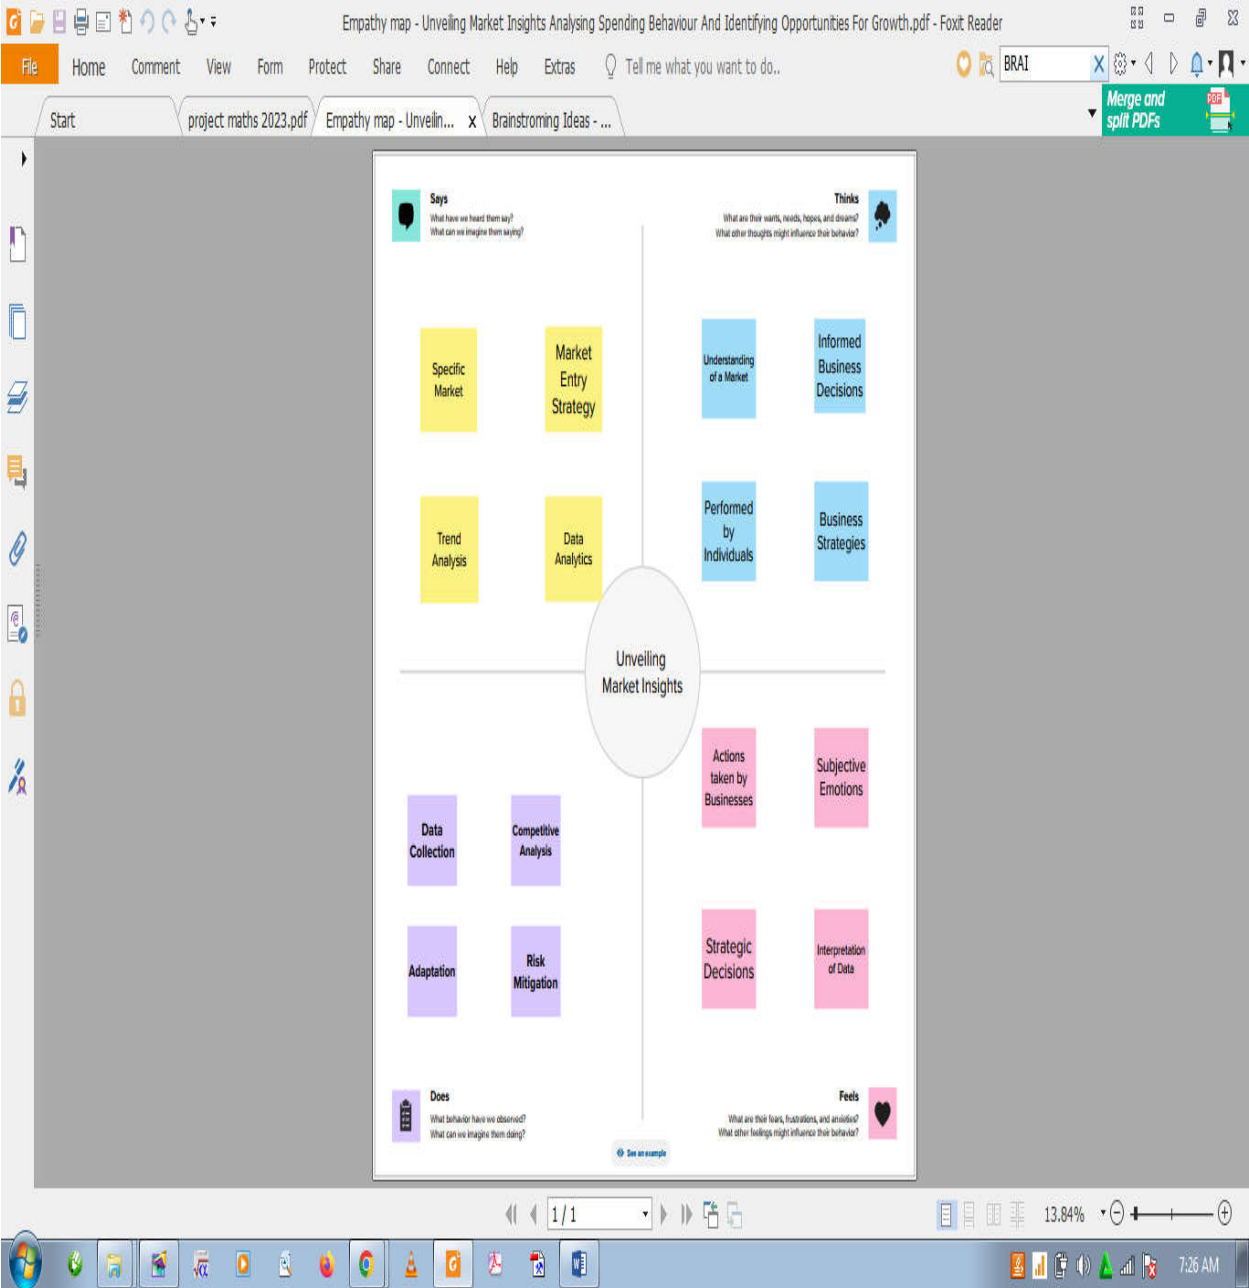 Empathy map - Unveiling Market Insights Analysing Spending Behaviour And Identifying Opportunities For Growth.pdf - Foxit Reader
File Home Comment View Form Protect Share Connect Help Extras Tell me what you want to do.. BRAI
Start project maths 2023.pdf Empathy map - Unveilin... x Brainstroming Ideas - ...
Merge and
split PDFs
Says
What have we heard them say?
What can we imagine them saying?
Thinks
What are their wants, needs, hopes, and dreams?
What other thoughts might influence their behavior?
Specific
Market
Market
Entry
Strategy
Understanding
of a Market
Informed
Business
Decisions
Trend
Analysis
Data
Analytics
Performed
by
Individuals
Business
Strategies
Unveiling
Market Insights
Data
Collection
Competitive
Analysis
Actions
taken by
Businesses
Subjective
Emotions
Adaptation
Risk
Mitigation
Strategic
Decisions
Interpretation
of Data
Does
What behavior have we observed?
What can we imagine them doing?
Feels
What are their fears, frustrations, and anxieties?
What other feelings might influence their behavior?
See an example
1 / 1
13.84%
7:26 AM